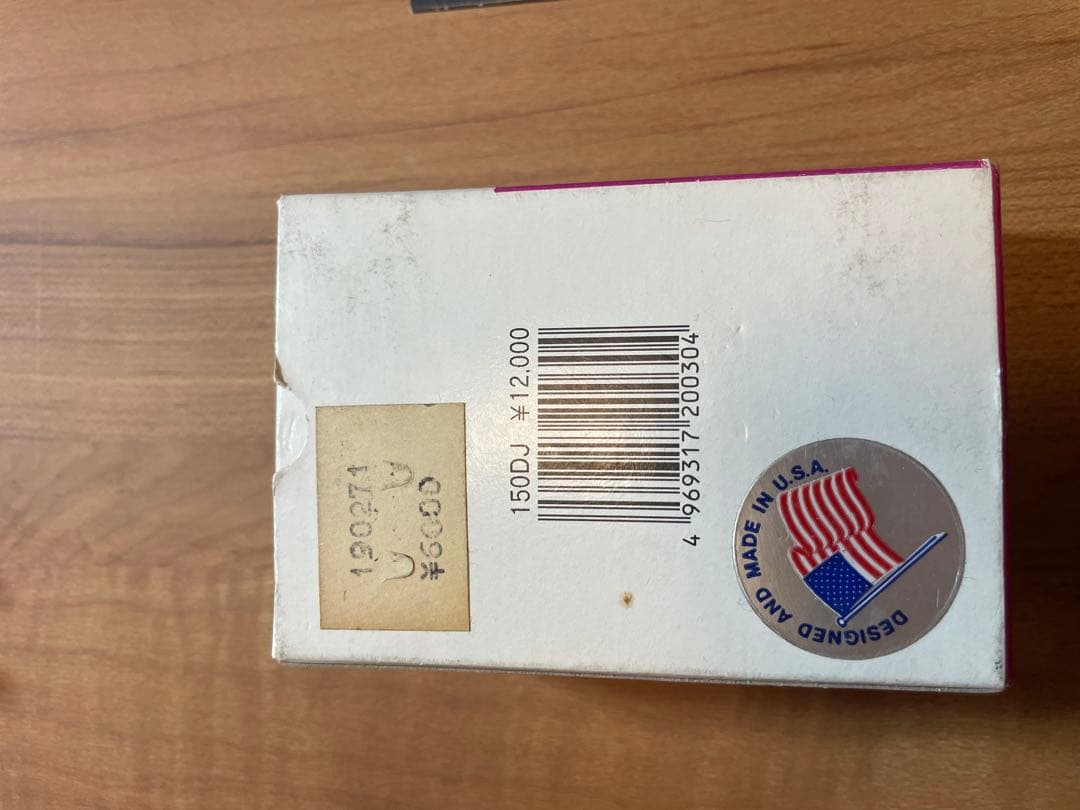 190271
¥6000
150DJ ¥12,000
4 969317 200304
DESIGNED AND MADE IN U.S.A.